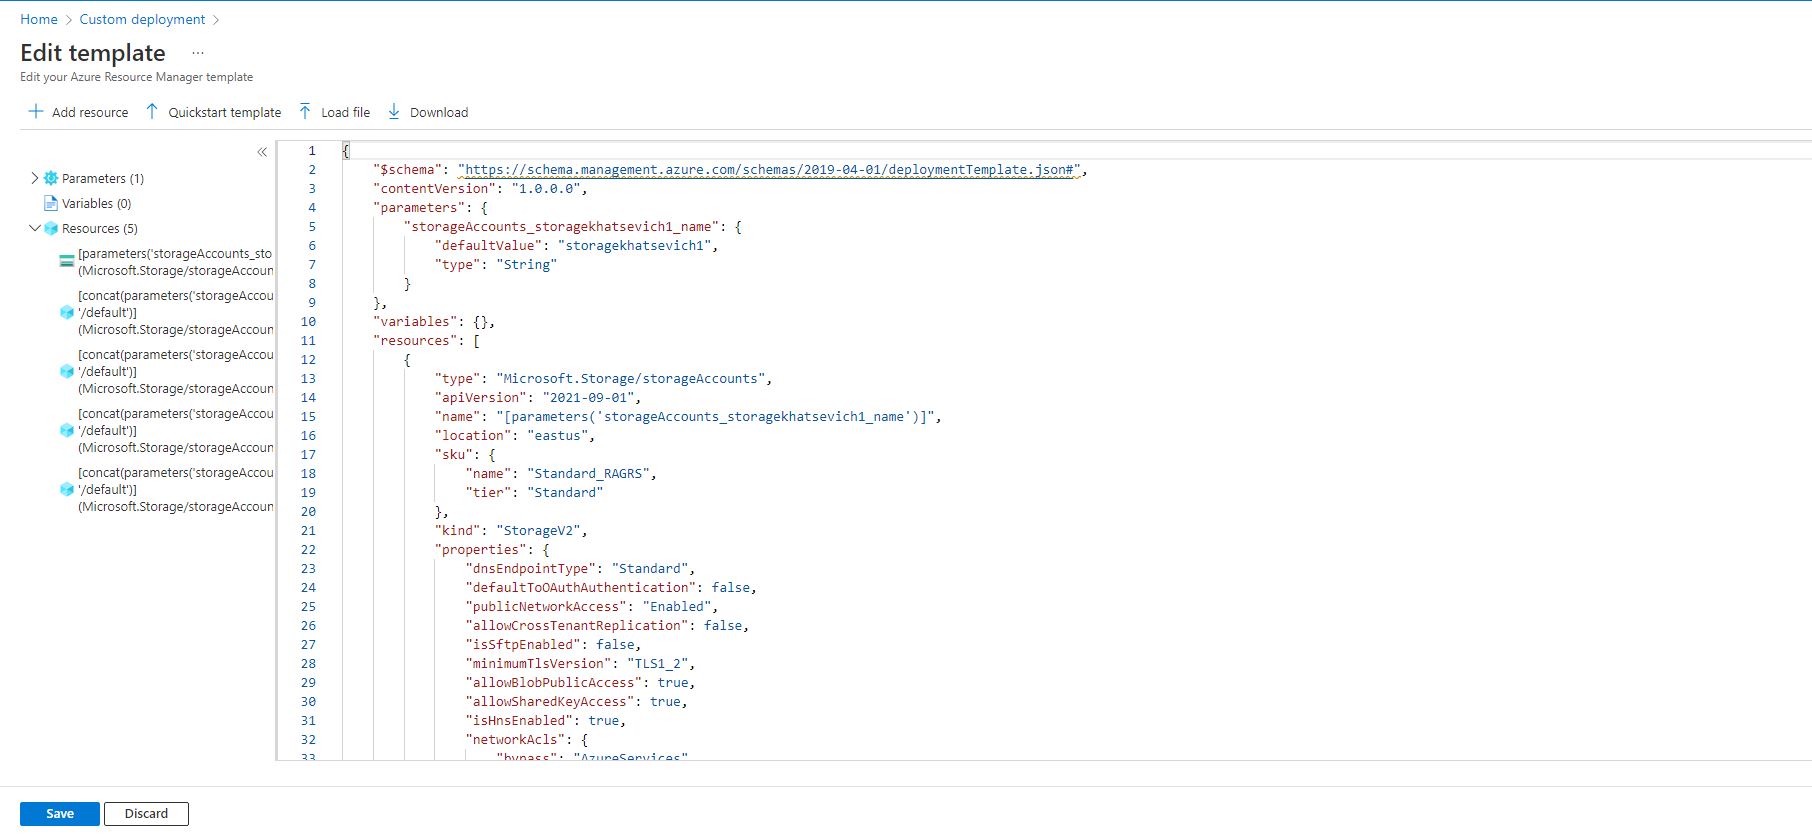 Home > Custom deployment >
Edit template ...
Edit your Azure Resource Manager template
Add resource Quickstart template Load file Download
«
Parameters (1)
Variables (0)
Resources (5)
[parameters('storageAccounts_sto
(Microsoft.Storage/storageAccoun
[concat(parameters('storageAccou
'/default')]
(Microsoft.Storage/storageAccoun
[concat(parameters('storageAccou
'/default')]
(Microsoft.Storage/storageAccoun
[concat(parameters('storageAccou
'/default')]
(Microsoft.Storage/storageAccoun
[concat(parameters('storageAccou
'/default')]
(Microsoft.Storage/storageAccoun
1 {
2 "$schema": "https://schema.management.azure.com/schemas/2019-04-01/deploymentTemplate.json#",
3 "contentVersion": "1.0.0.0",
4 "parameters": {
5 "storageAccounts_storagekhatsevich1_name": {
6 "defaultValue": "storagekhatsevich1",
7 "type": "String"
8 }
9 },
10 "variables": {},
11 "resources": [
12 {
13 "type": "Microsoft.Storage/storageAccounts",
14 "apiVersion": "2021-09-01",
15 "name": "[parameters('storageAccounts_storagekhatsevich1_name')]",
16 "location": "eastus",
17 "sku": {
18 "name": "Standard_RAGRS",
19 "tier": "Standard"
20 },
21 "kind": "StorageV2",
22 "properties": {
23 "dnsEndpointType": "Standard",
24 "defaultToOAuthAuthentication": false,
25 "publicNetworkAccess": "Enabled",
26 "allowCrossTenantReplication": false,
27 "isSftpEnabled": false,
28 "minimumTlsVersion": "TLS1_2",
29 "allowBlobPublicAccess": true,
30 "allowSharedKeyAccess": true,
31 "isHnsEnabled": true,
32 "networkAcls": {
33 "bypass": "AzureServices"
Save Discard